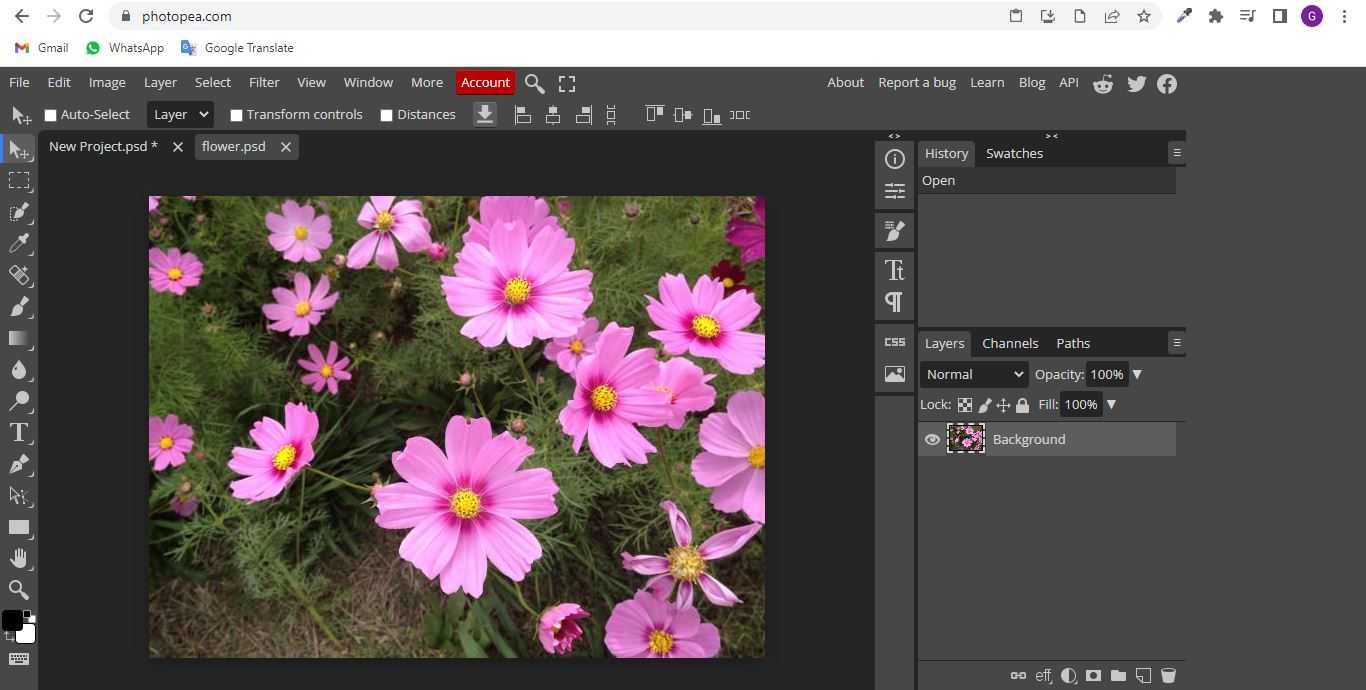 photopea.com
G
Gmail WhatsApp Google Translate
File Edit Image Layer Select Filter View Window More Account About Report a bug Learn Blog API
Auto-Select Layer Transform controls Distances
New Project.psd * flower.psd
History Swatches
Open
Layers Channels Paths
Normal Opacity: 100%
Lock: Fill: 100%
Background
CSS
eff